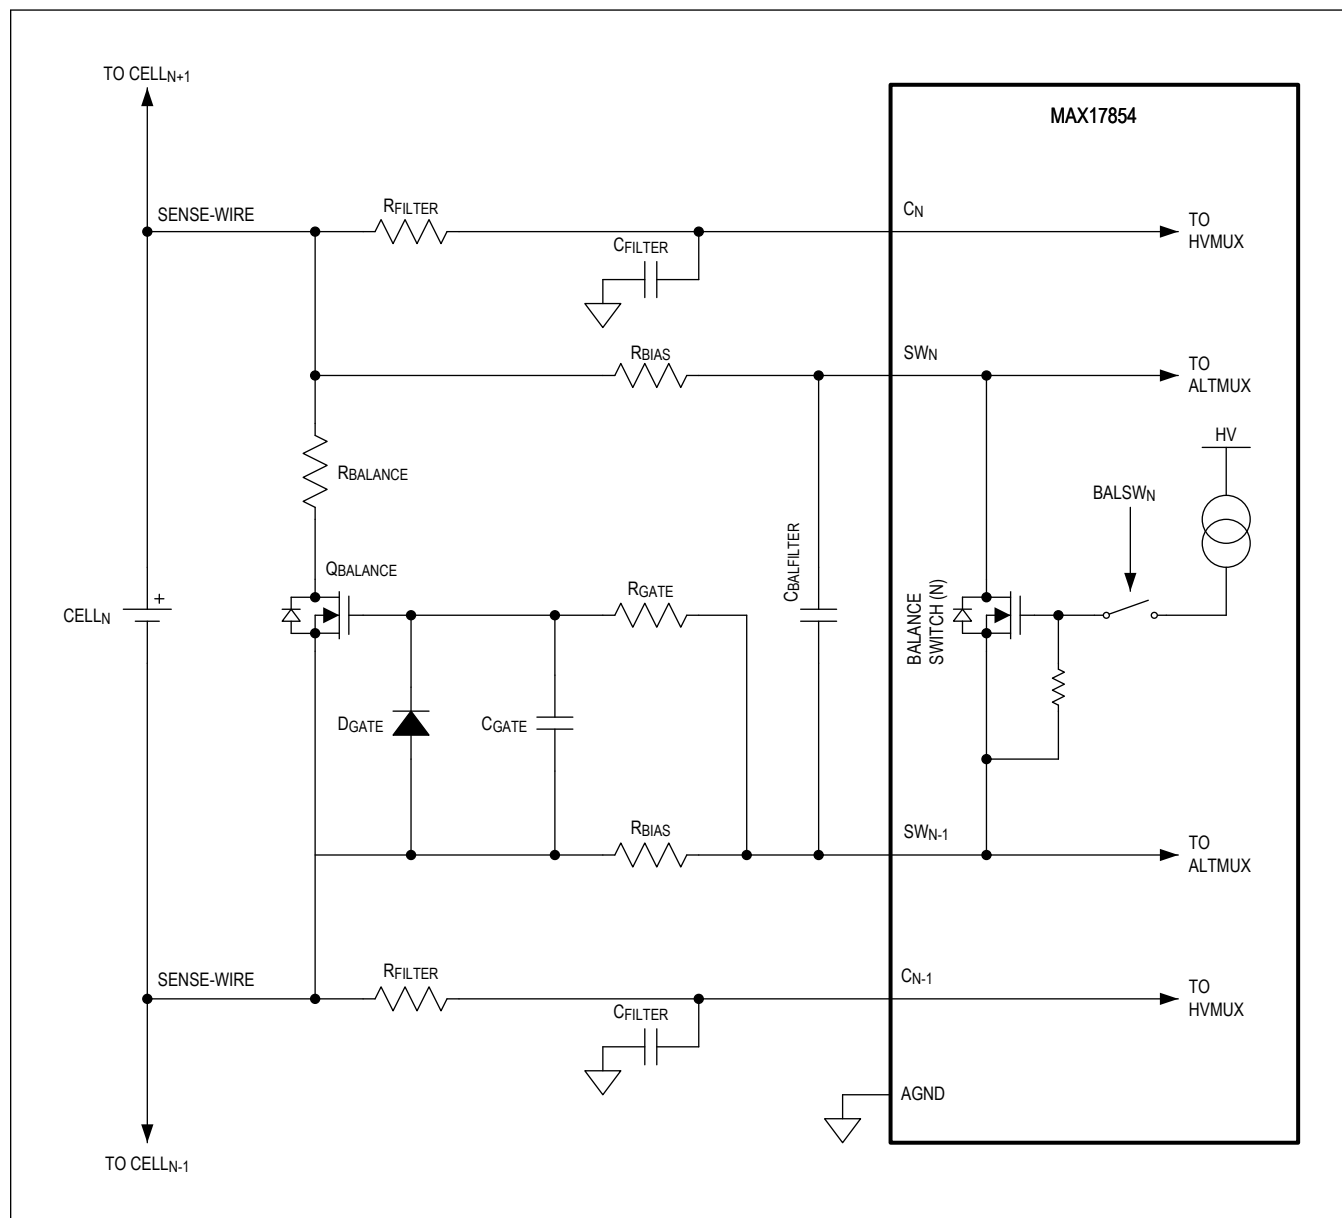 TO CELLN+1
MAX17854
SENSE-WIRE
RFILTER
CN
TO
HVMUX
CFILTER
RBIAS
SWN
TO
ALTMUX
HV
RBALANCE
BALSWN
CBALFILTER
QBALANCE
RGATE
CELLN
+
BALANCE
SWITCH (N)
DGATE
CGATE
RBIAS
SWN-1
TO
ALTMUX
SENSE-WIRE
RFILTER
CN-1
TO
HVMUX
CFILTER
AGND
TO CELLN-1